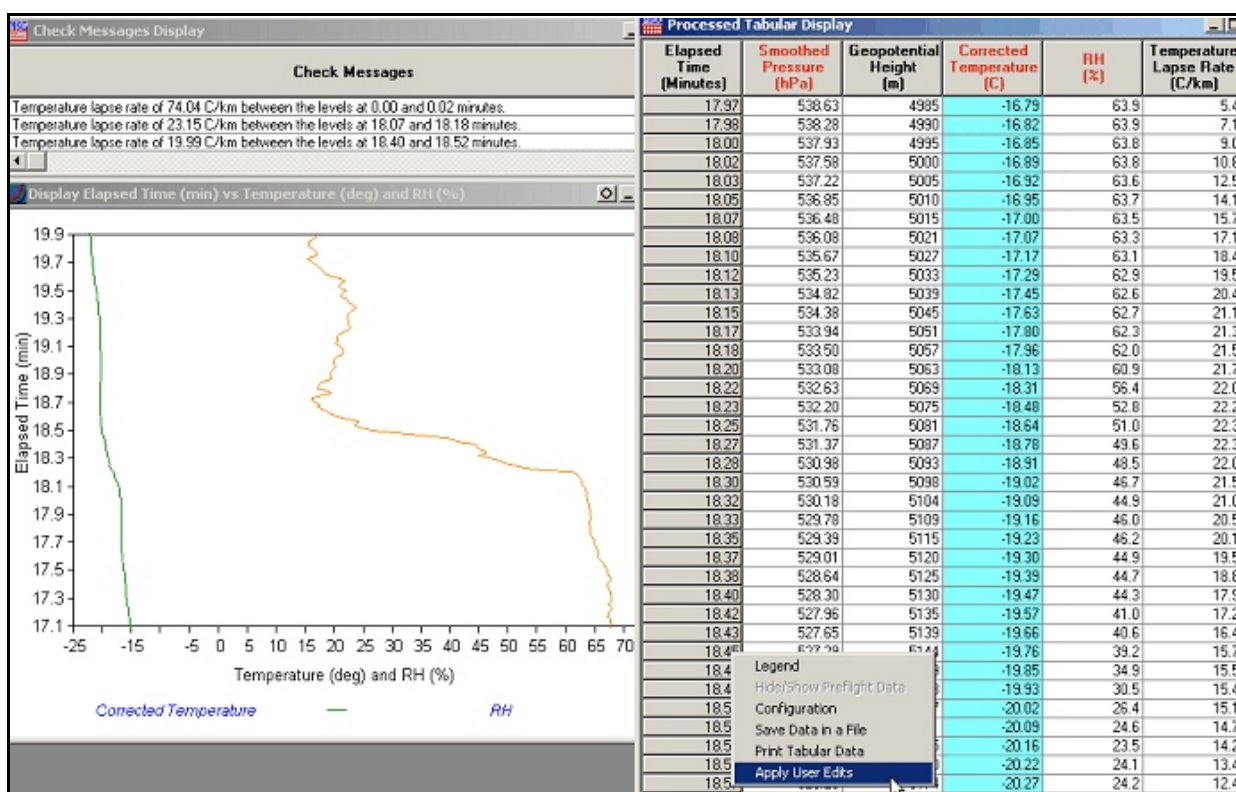 Check Messages Display
Check Messages
Temperature lapse rate of 74.04 C/km between the levels at 0.00 and 0.02 minutes.
Temperature lapse rate of 23.15 C/km between the levels at 18.07 and 18.18 minutes.
Temperature lapse rate of 19.99 C/km between the levels at 18.40 and 18.52 minutes.
Display Elapsed Time (min) vs Temperature (deg) and RH (%)
Elapsed Time (min)
19.9
19.7
19.5
19.3
19.1
18.9
18.7
18.5
18.3
18.1
17.9
17.7
17.5
17.3
17.1
-25 -15 -5 0 5 10 15 20 25 30 35 40 45 50 55 60 65 70
Temperature (deg) and RH (%)
Corrected Temperature RH
Processed Tabular Display
Elapsed Time (Minutes) Smoothed Pressure (hPa) Geopotential Height (m) Corrected Temperature (C) RH (%) Temperature Lapse Rate (C/km)
17.97 538.63 4985 -16.79 63.9 5.4
17.98 538.28 4990 -16.82 63.9 7.1
18.00 537.93 4995 -16.85 63.8 9.0
18.02 537.58 5000 -16.89 63.8 10.8
18.03 537.22 5005 -16.92 63.6 12.5
18.05 536.85 5010 -16.95 63.7 14.1
18.07 536.48 5015 -17.00 63.5 15.7
18.08 536.08 5021 -17.07 63.3 17.1
18.10 535.67 5027 -17.17 63.1 18.4
18.12 535.23 5033 -17.29 62.9 19.5
18.13 534.82 5039 -17.45 62.6 20.4
18.15 534.38 5045 -17.63 62.7 21.1
18.17 533.94 5051 -17.80 62.3 21.3
18.18 533.50 5057 -17.96 62.0 21.5
18.20 533.08 5063 -18.13 60.9 21.7
18.22 532.63 5069 -18.31 56.4 22.0
18.23 532.20 5075 -18.48 52.8 22.2
18.25 531.76 5081 -18.64 51.0 22.3
18.27 531.37 5087 -18.78 49.6 22.3
18.28 530.98 5093 -18.91 48.5 22.0
18.30 530.59 5098 -19.02 46.7 21.5
18.32 530.18 5104 -19.09 44.9 21.0
18.33 529.78 5109 -19.16 46.0 20.5
18.35 529.39 5115 -19.23 46.2 20.1
18.37 529.01 5120 -19.30 44.9 19.5
18.38 528.64 5125 -19.39 44.7 18.8
18.40 528.30 5130 -19.47 44.3 17.9
18.42 527.96 5135 -19.57 41.0 17.2
18.43 527.65 5139 -19.66 40.6 16.4
18.45 527.29 5144 -19.76 39.2 15.7
18.4 -19.85 34.9 15.5
18.4 -19.93 30.5 15.4
18.5 -20.02 26.4 15.1
18.5 -20.09 24.6 14.7
18.5 -20.16 23.5 14.2
18.5 -20.22 24.1 13.4
18.5 -20.27 24.2 12.4
Legend
Hide/Show Preflight Data
Configuration
Save Data in a File
Print Tabular Data
Apply User Edits